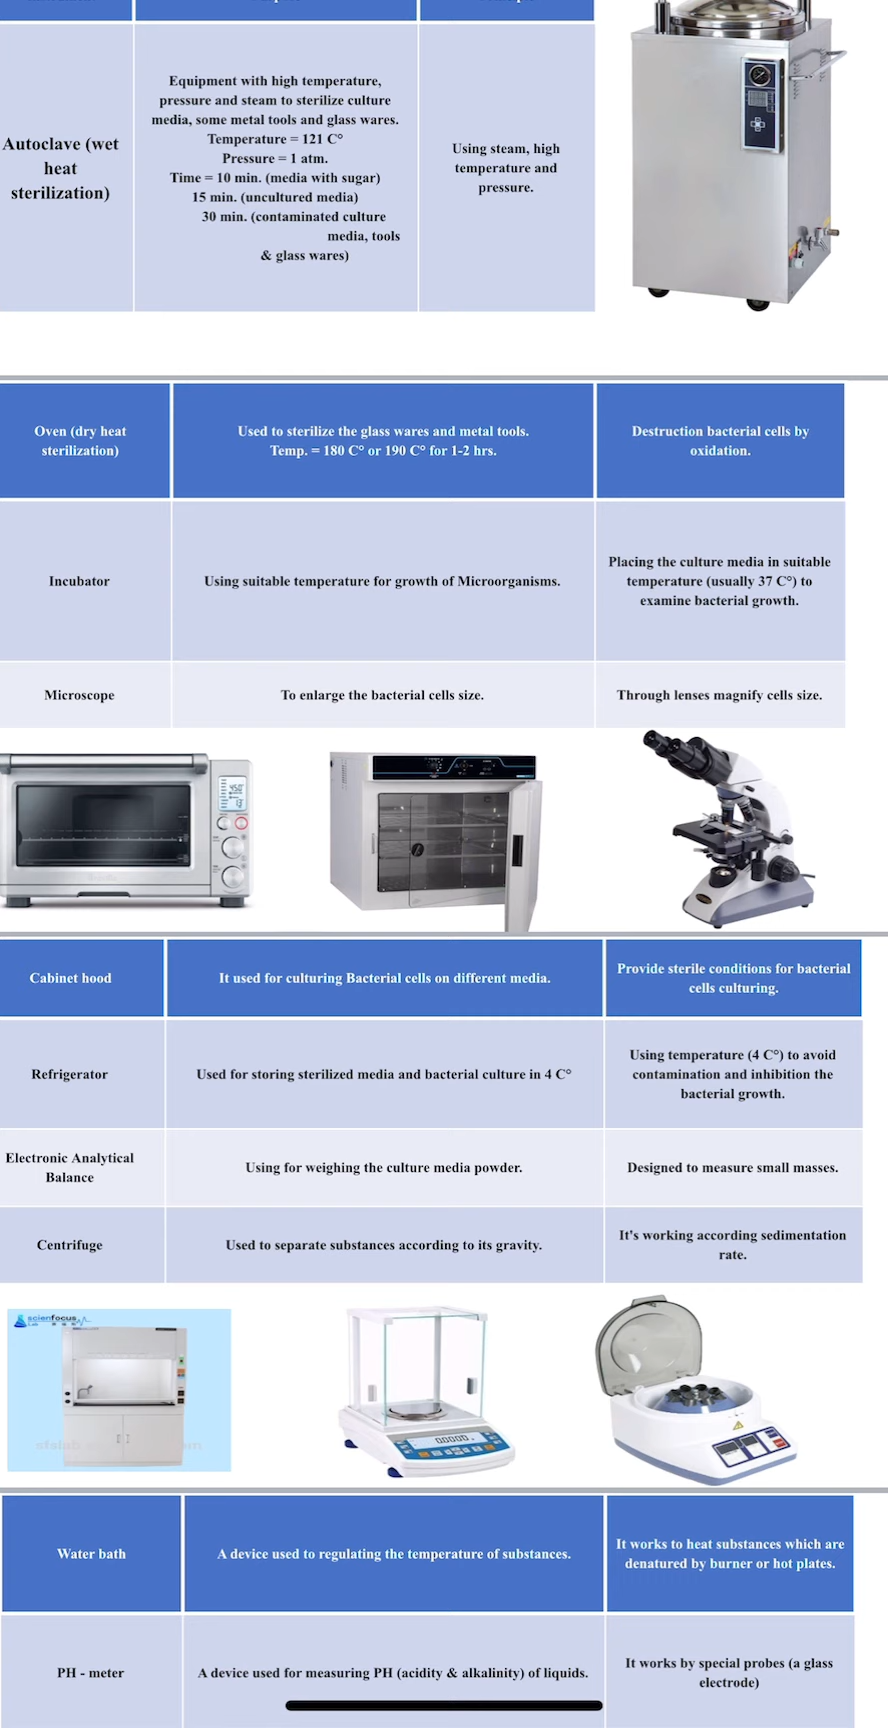 Autoclave (wet
heat
sterilization)
Equipment with high temperature,
pressure and steam to sterilize culture
media, some metal tools and glass wares.
Temperature = 121 C°
Pressure = 1 atm.
Time = 10 min. (media with sugar)
15 min. (uncultured media)
30 min. (contaminated culture
media, tools
& glass wares)
Using steam, high
temperature and
pressure.
Oven (dry heat
sterilization)
Used to sterilize the glass wares and metal tools.
Temp. = 180 C° or 190 C° for 1-2 hrs.
Destruction bacterial cells by
oxidation.
Incubator
Using suitable temperature for growth of Microorganisms.
Placing the culture media in suitable
temperature (usually 37 C°) to
examine bacterial growth.
Microscope
To enlarge the bacterial cells size.
Through lenses magnify cells size.
Cabinet hood
It used for culturing Bacterial cells on different media.
Provide sterile conditions for bacterial
cells culturing.
Refrigerator
Used for storing sterilized media and bacterial culture in 4 C°
Using temperature (4 C°) to avoid
contamination and inhibition the
bacterial growth.
Electronic Analytical
Balance
Using for weighing the culture media powder.
Designed to measure small masses.
Centrifuge
Used to separate substances according to its gravity.
It's working according sedimentation
rate.
scienfocus
Lab
0.0000
Water bath
A device used to regulating the temperature of substances.
It works to heat substances which are
denatured by burner or hot plates.
PH - meter
A device used for measuring PH (acidity & alkalinity) of liquids.
It works by special probes (a glass
electrode)